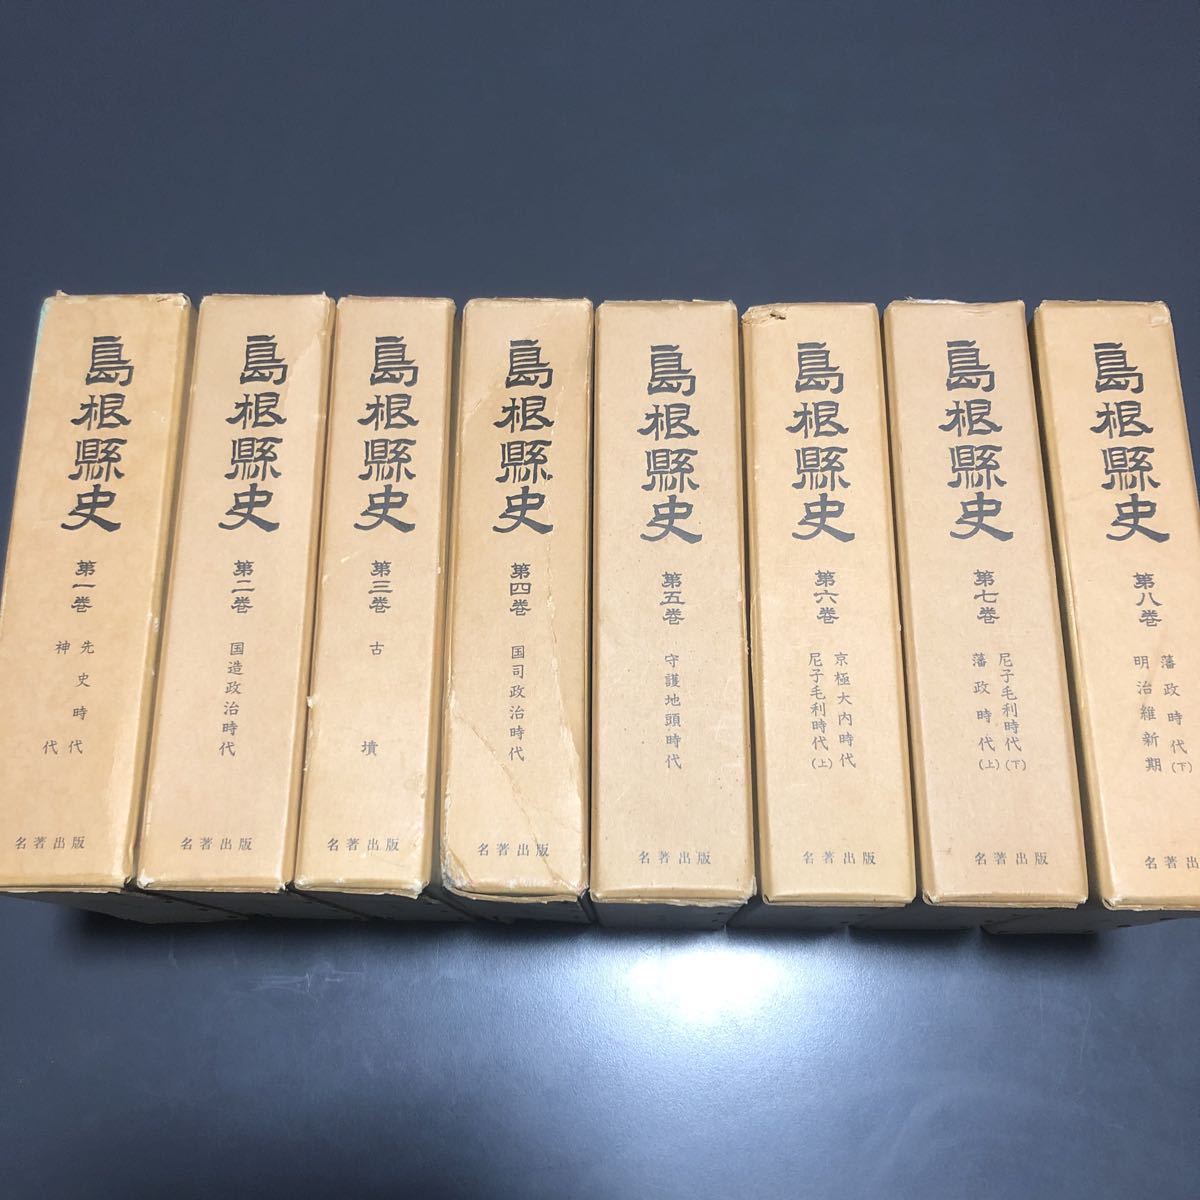 島根縣史
第一巻
先史時代
神代
名著出版
島根縣史
第二巻
国造政治時代
名著出版
島根縣史
第三巻
古墳
名著出版
島根縣史
第四巻
国司政治時代
名著出版
島根縣史
第五巻
守護地頭時代
名著出版
島根縣史
第六巻
京極大内時代
尼子毛利時代(上)
名著出版
島根縣史
第七巻
尼子毛利時代(下)
藩政時代(上)
名著出版
島根縣史
第八巻
藩政時代(下)
明治維新期
名著出